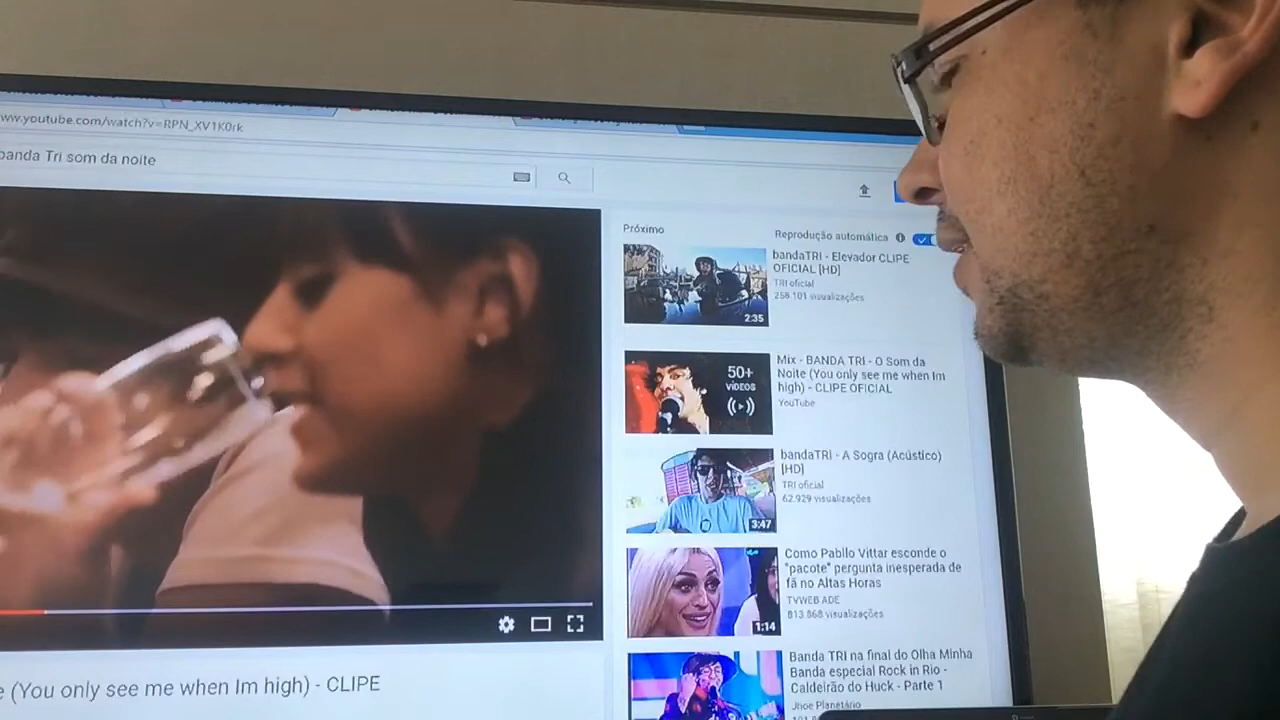 ww.youtube.com/watch?v=RPN_XV1K0rk
banda Tri som da noite
Próximo
Reprodução automática
bandaTRI - Elevador CLIPE
OFICIAL [HD]
TRI oficial
258 101 visualizações
2:35
50+
VÍDEOS
Mix - BANDA TRI - O Som da
Noite (You only see me when Im
high) - CLIPE OFICIAL
YouTube
bandaTRI - A Sogra (Acústico)
[HD]
TRI oficial
62.929 visualizações
3:47
Como Pabllo Vittar esconde o
"pacote" pergunta inesperada de
fã no Altas Horas
TVWEB ADE
813 868 visualizações
1:14
Banda TRI na final do Olha Minha
Banda especial Rock in Rio -
Caldeirão do Huck - Parte 1
Jhoe Planetário
e (You only see me when Im high) - CLIPE